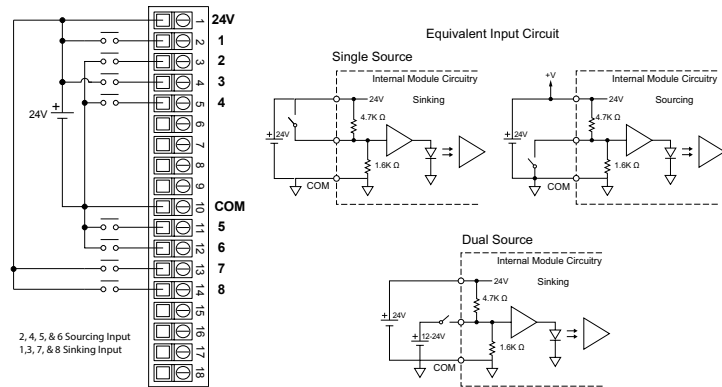 24V
1
2
3
4
COM
5
6
7
8
1
2
3
4
5
6
7
8
9
10
11
12
13
14
15
16
17
18
24V
+
2, 4, 5, & 6 Sourcing Input
1,3, 7, & 8 Sinking Input
Equivalent Input Circuit
Single Source
Internal Module Circuitry
Sinking
24V
4.7K Ω
1.6K Ω
+
24V
COM
+V
Internal Module Circuitry
Sourcing
24V
4.7K Ω
1.6K Ω
+
24V
COM
Dual Source
Internal Module Circuitry
Sinking
24V
4.7K Ω
1.6K Ω
+
24V
+
12-24V
COM